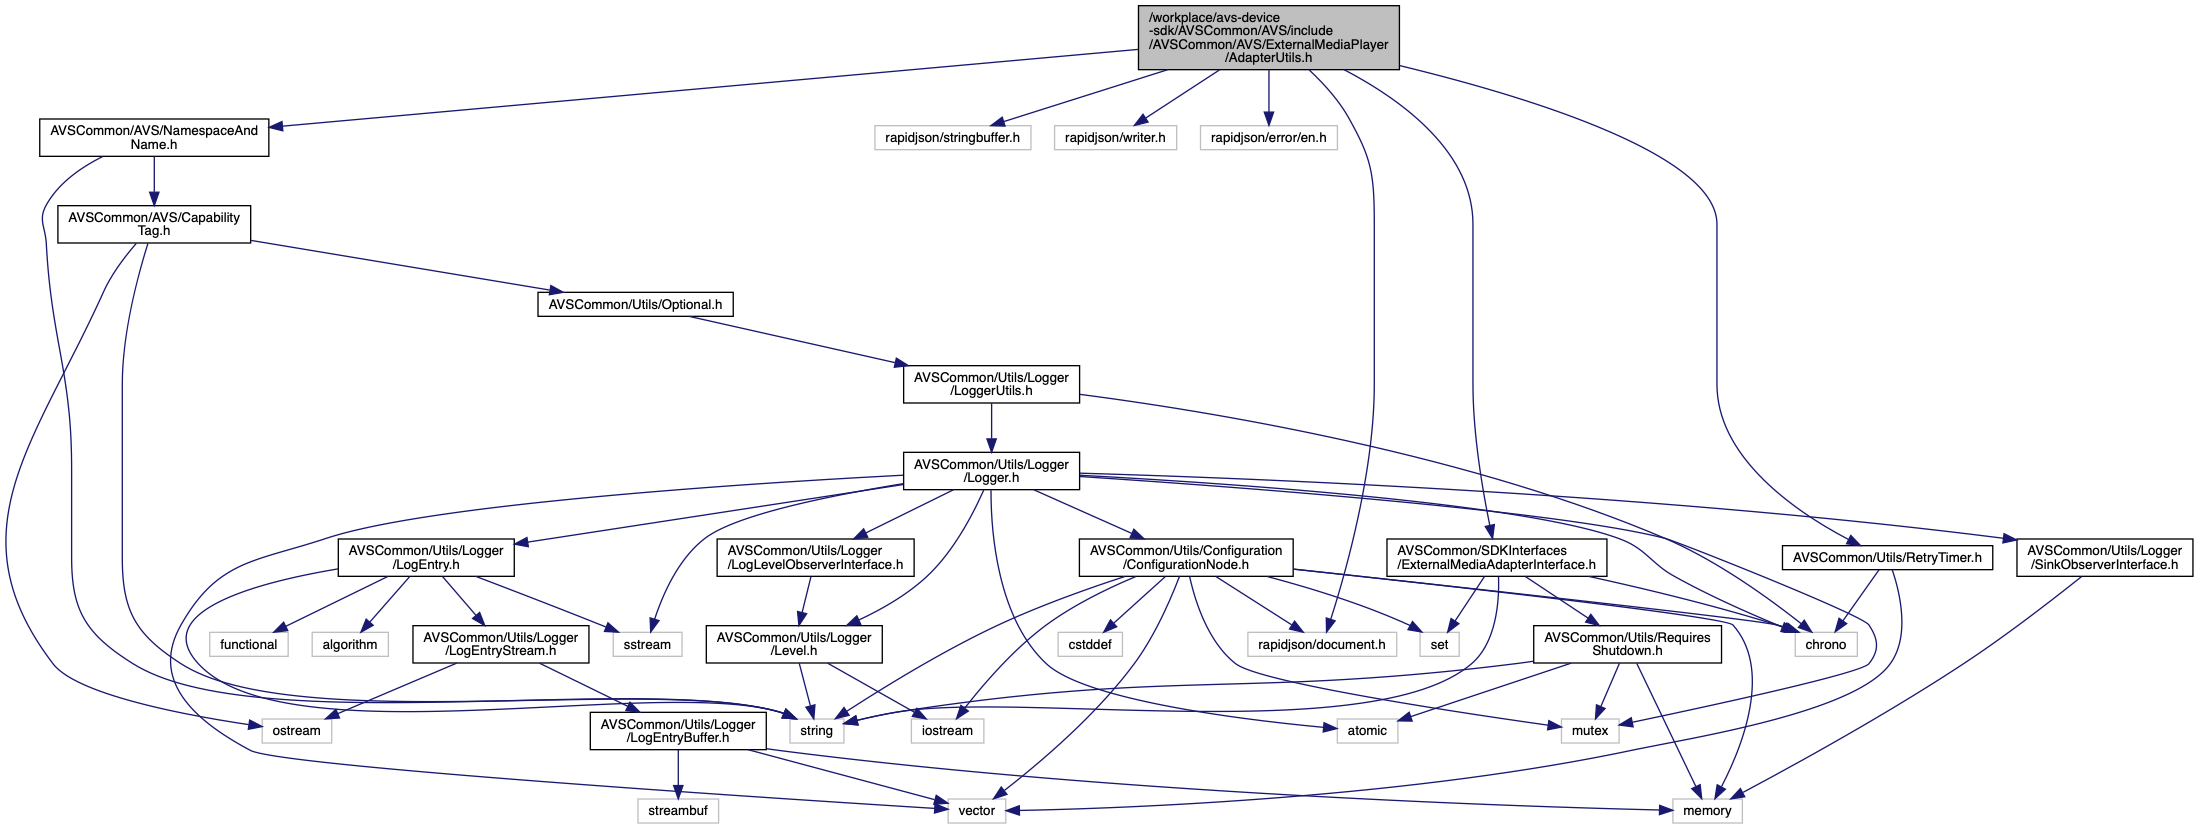 /workplace/avs-device
-sdk/AVSCommon/AVS/include
/AVSCommon/AVS/ExternalMediaPlayer
/AdapterUtils.h
AVSCommon/AVS/NamespaceAnd
Name.h
rapidjson/stringbuffer.h
rapidjson/writer.h
rapidjson/error/en.h
AVSCommon/AVS/Capability
Tag.h
AVSCommon/Utils/Optional.h
AVSCommon/Utils/Logger
/LoggerUtils.h
AVSCommon/Utils/Logger
/Logger.h
AVSCommon/Utils/Logger
/LogEntry.h
AVSCommon/Utils/Logger
/LogLevelObserverInterface.h
AVSCommon/Utils/Configuration
/ConfigurationNode.h
AVSCommon/SDKInterfaces
/ExternalMediaAdapterInterface.h
AVSCommon/Utils/RetryTimer.h
AVSCommon/Utils/Logger
/SinkObserverInterface.h
functional
algorithm
AVSCommon/Utils/Logger
/LogEntryStream.h
sstream
AVSCommon/Utils/Logger
/Level.h
cstddef
rapidjson/document.h
set
AVSCommon/Utils/Requires
Shutdown.h
chrono
ostream
AVSCommon/Utils/Logger
/LogEntryBuffer.h
string
iostream
atomic
mutex
streambuf
vector
memory